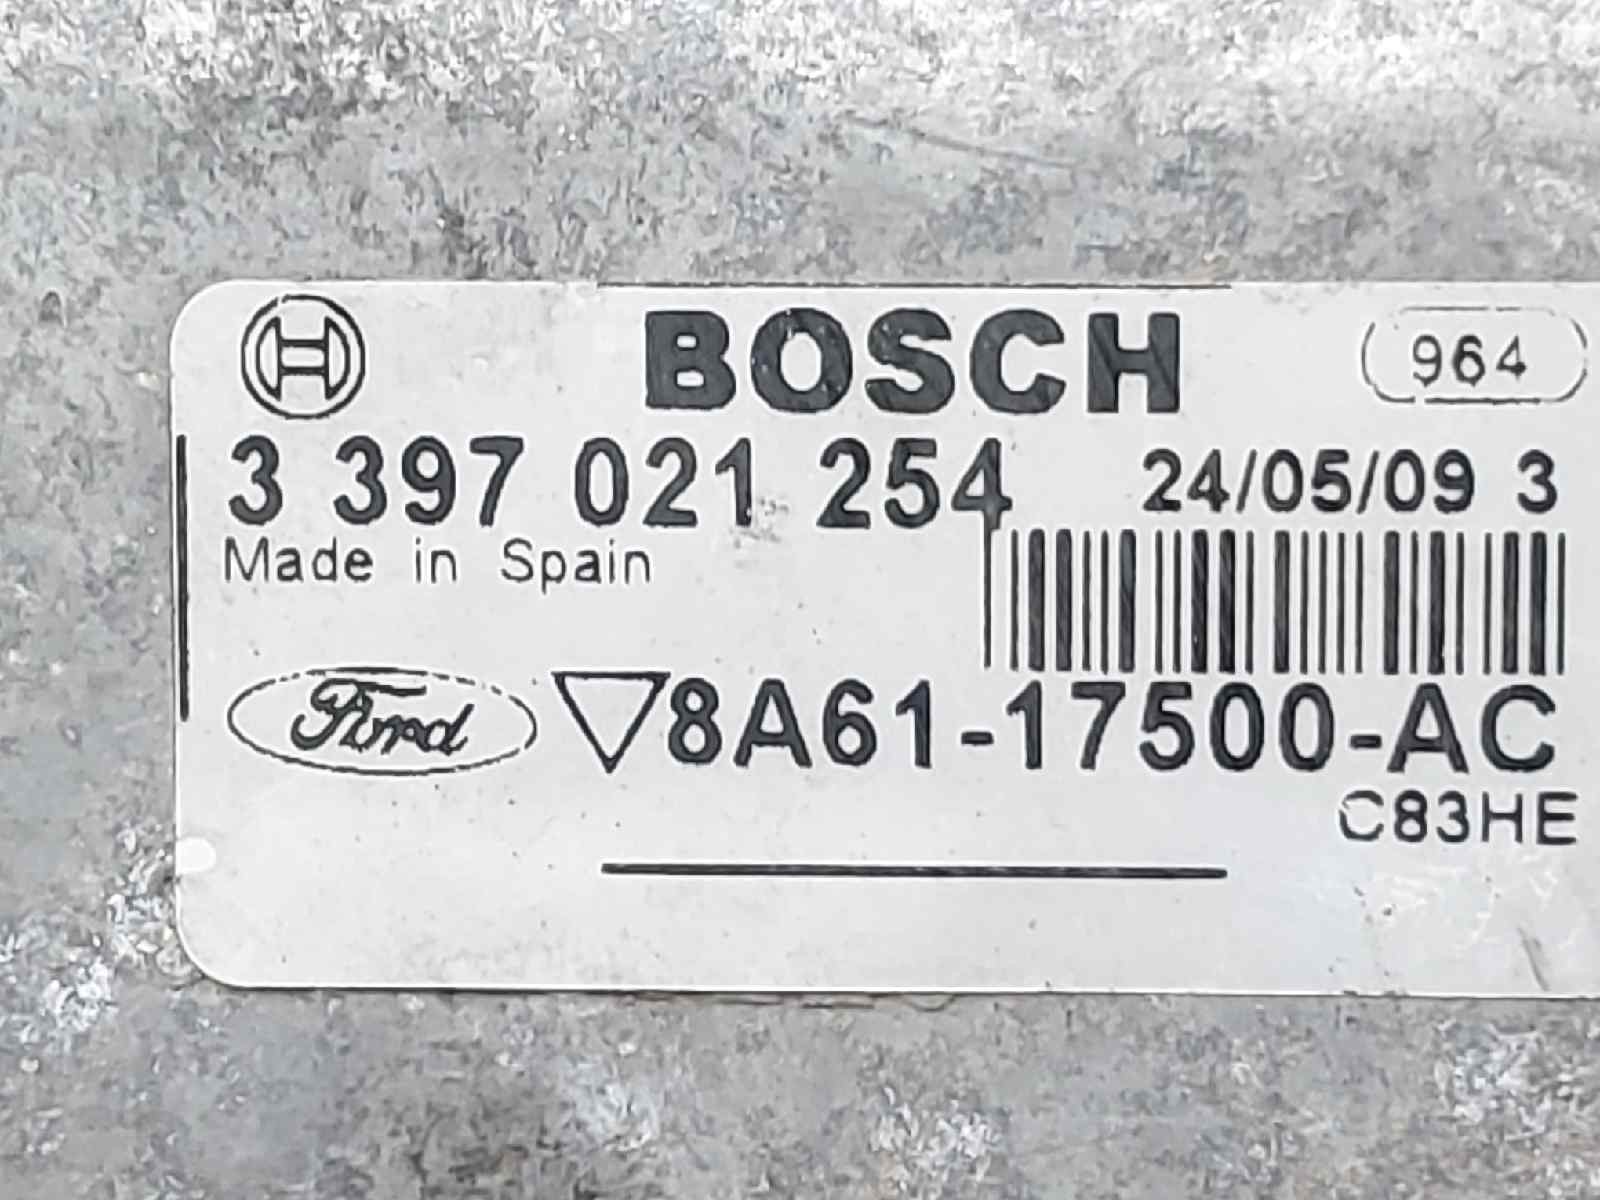 BOSCH 964
3 397 021 254 24/05/09 3
Made in Spain
Ford 8A61-17500-AC
C83HE